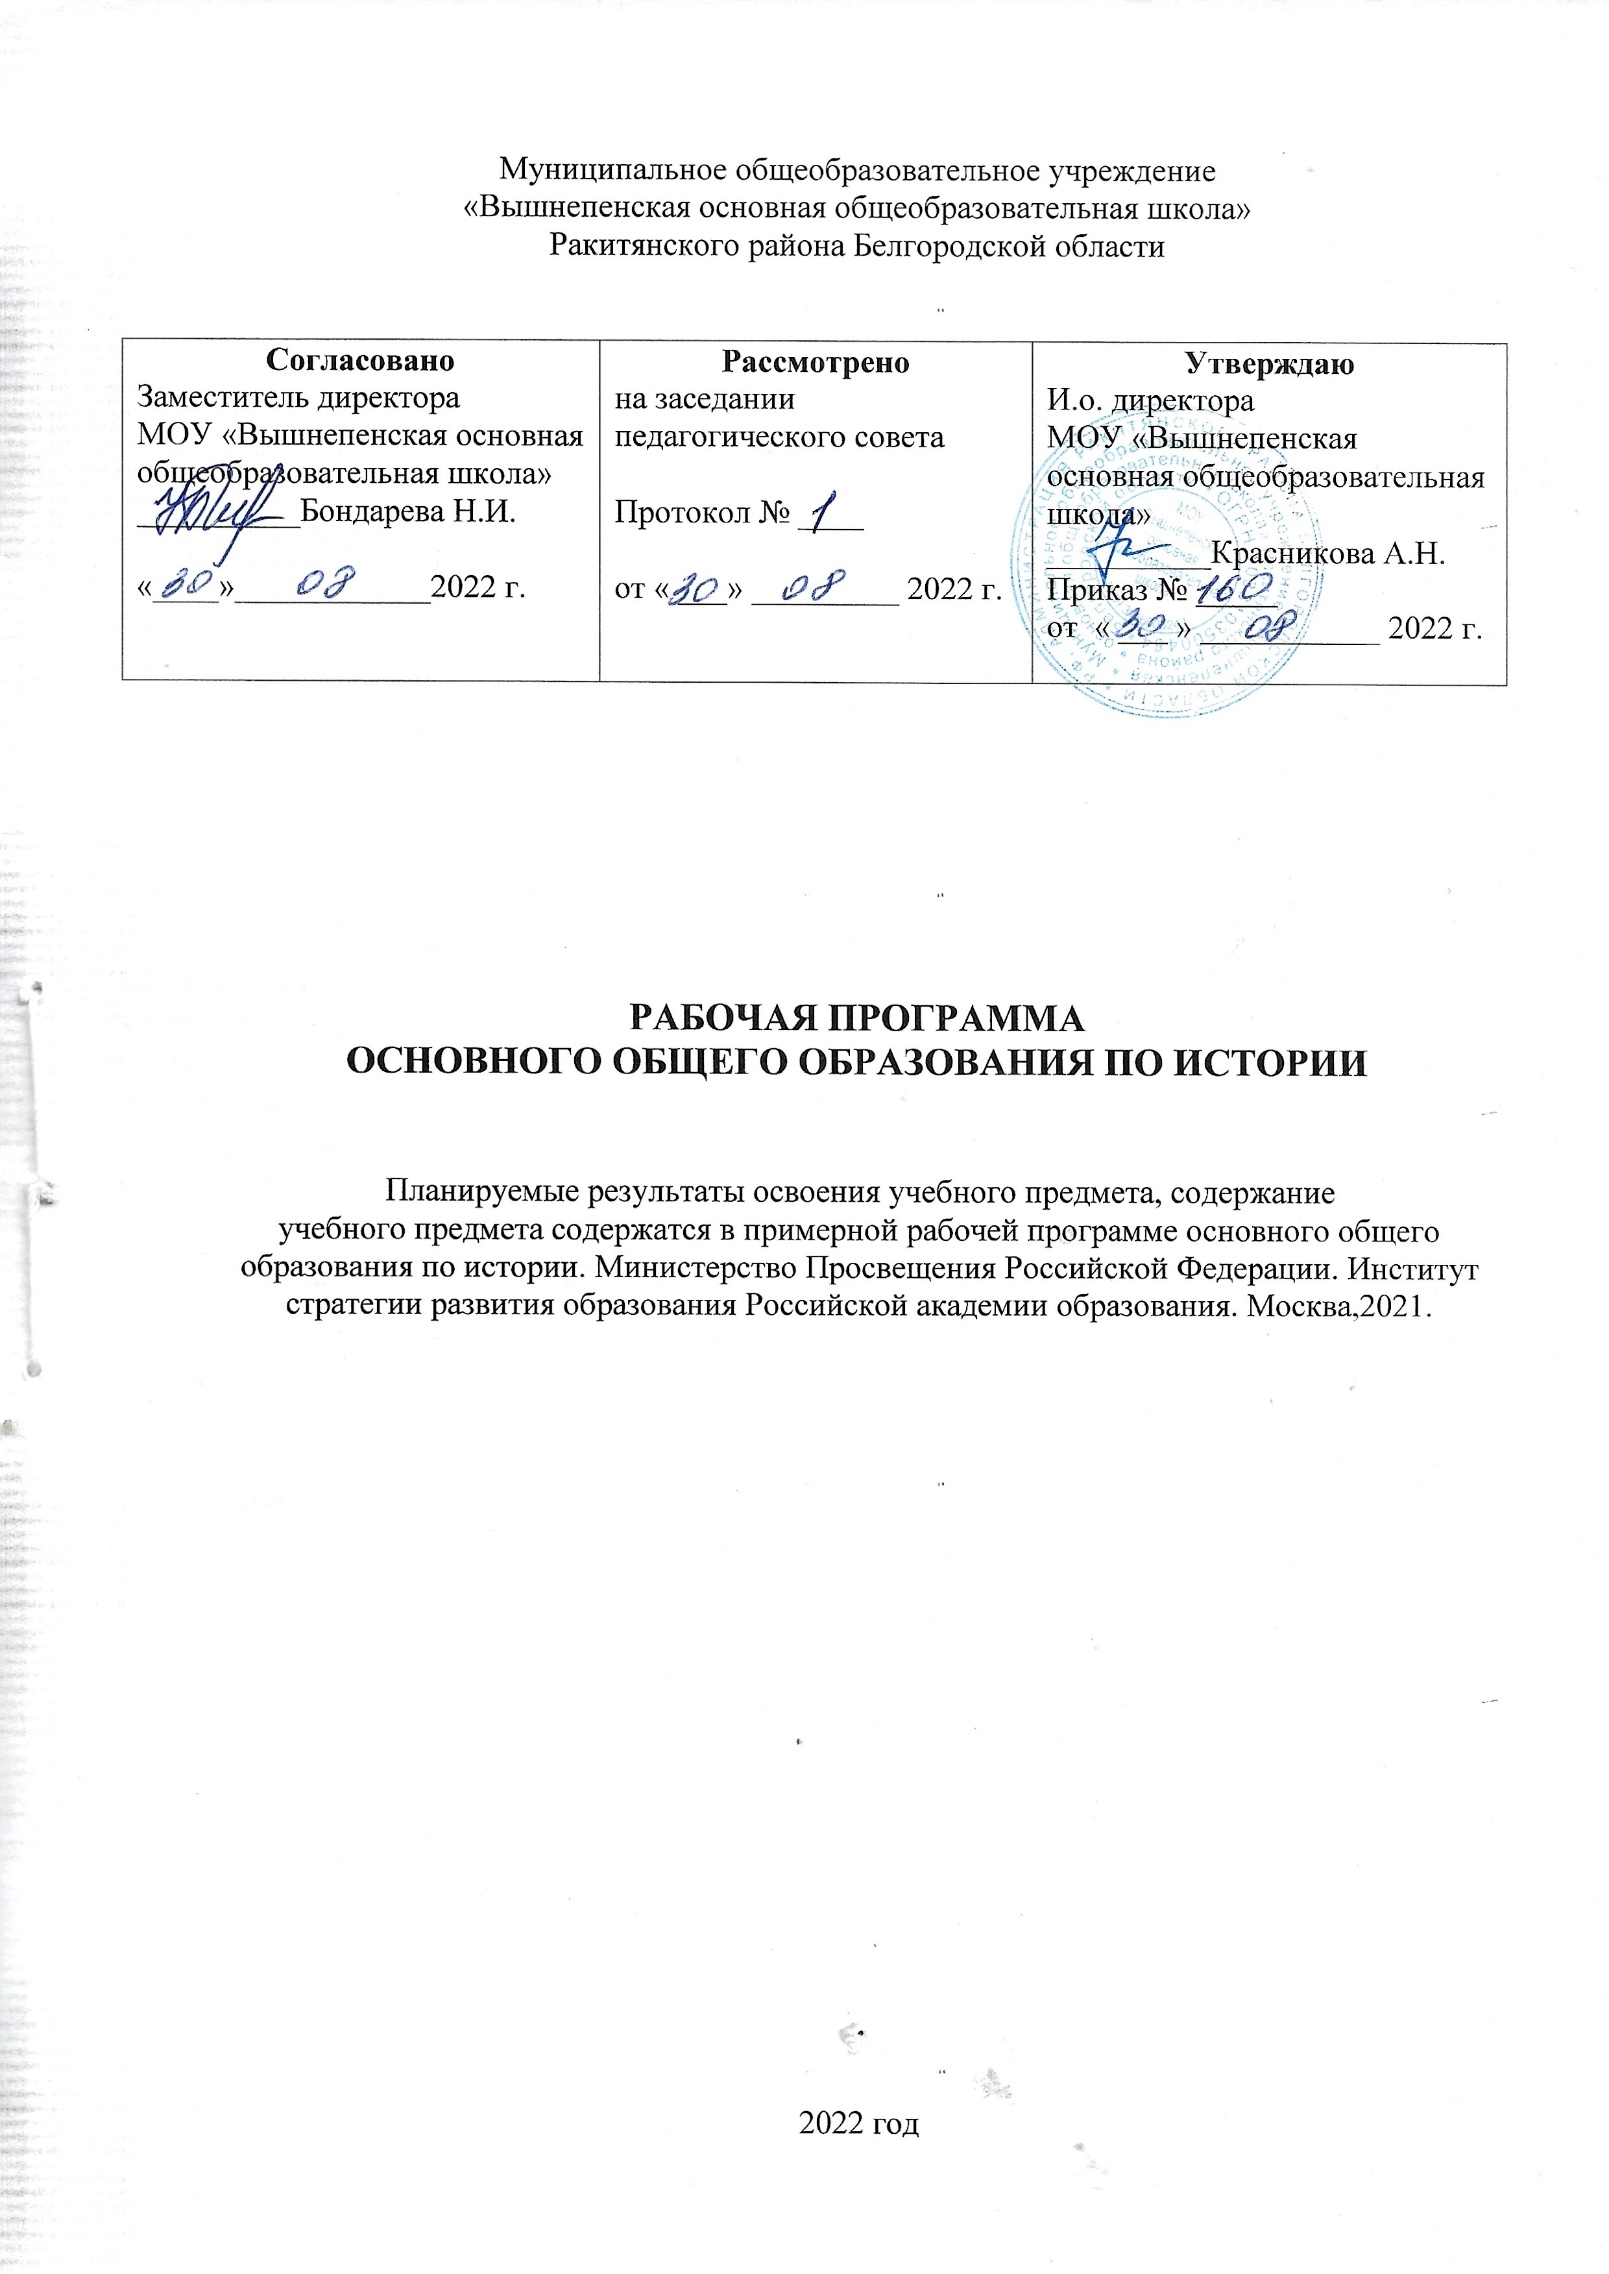 Муниципальное общеобразовательное учреждение
«Вышнепенская основная общеобразовательная школа»
Ракитянского района Белгородской области
Согласовано
Заместитель директора
МОУ «Вышнепенская основная
общеобразовательная школа»
__________Бондарева Н.И.
«30»____08____2022 г.
Рассмотрено
на заседании
педагогического совета
Протокол № 1
от «30» 08 2022 г.
Утверждаю
И.о. директора
МОУ «Вышнепенская
основная общеобразовательная
школа»
__________Красникова А.Н.
Приказ № 160
от «30» 08 2022 г.
РАБОЧАЯ ПРОГРАММА
ОСНОВНОГО ОБЩЕГО ОБРАЗОВАНИЯ ПО ИСТОРИИ
Планируемые результаты освоения учебного предмета, содержание
учебного предмета содержатся в примерной рабочей программе основного общего
образования по истории. Министерство Просвещения Российской Федерации. Институт
стратегии развития образования Российской академии образования. Москва,2021.
2022 год